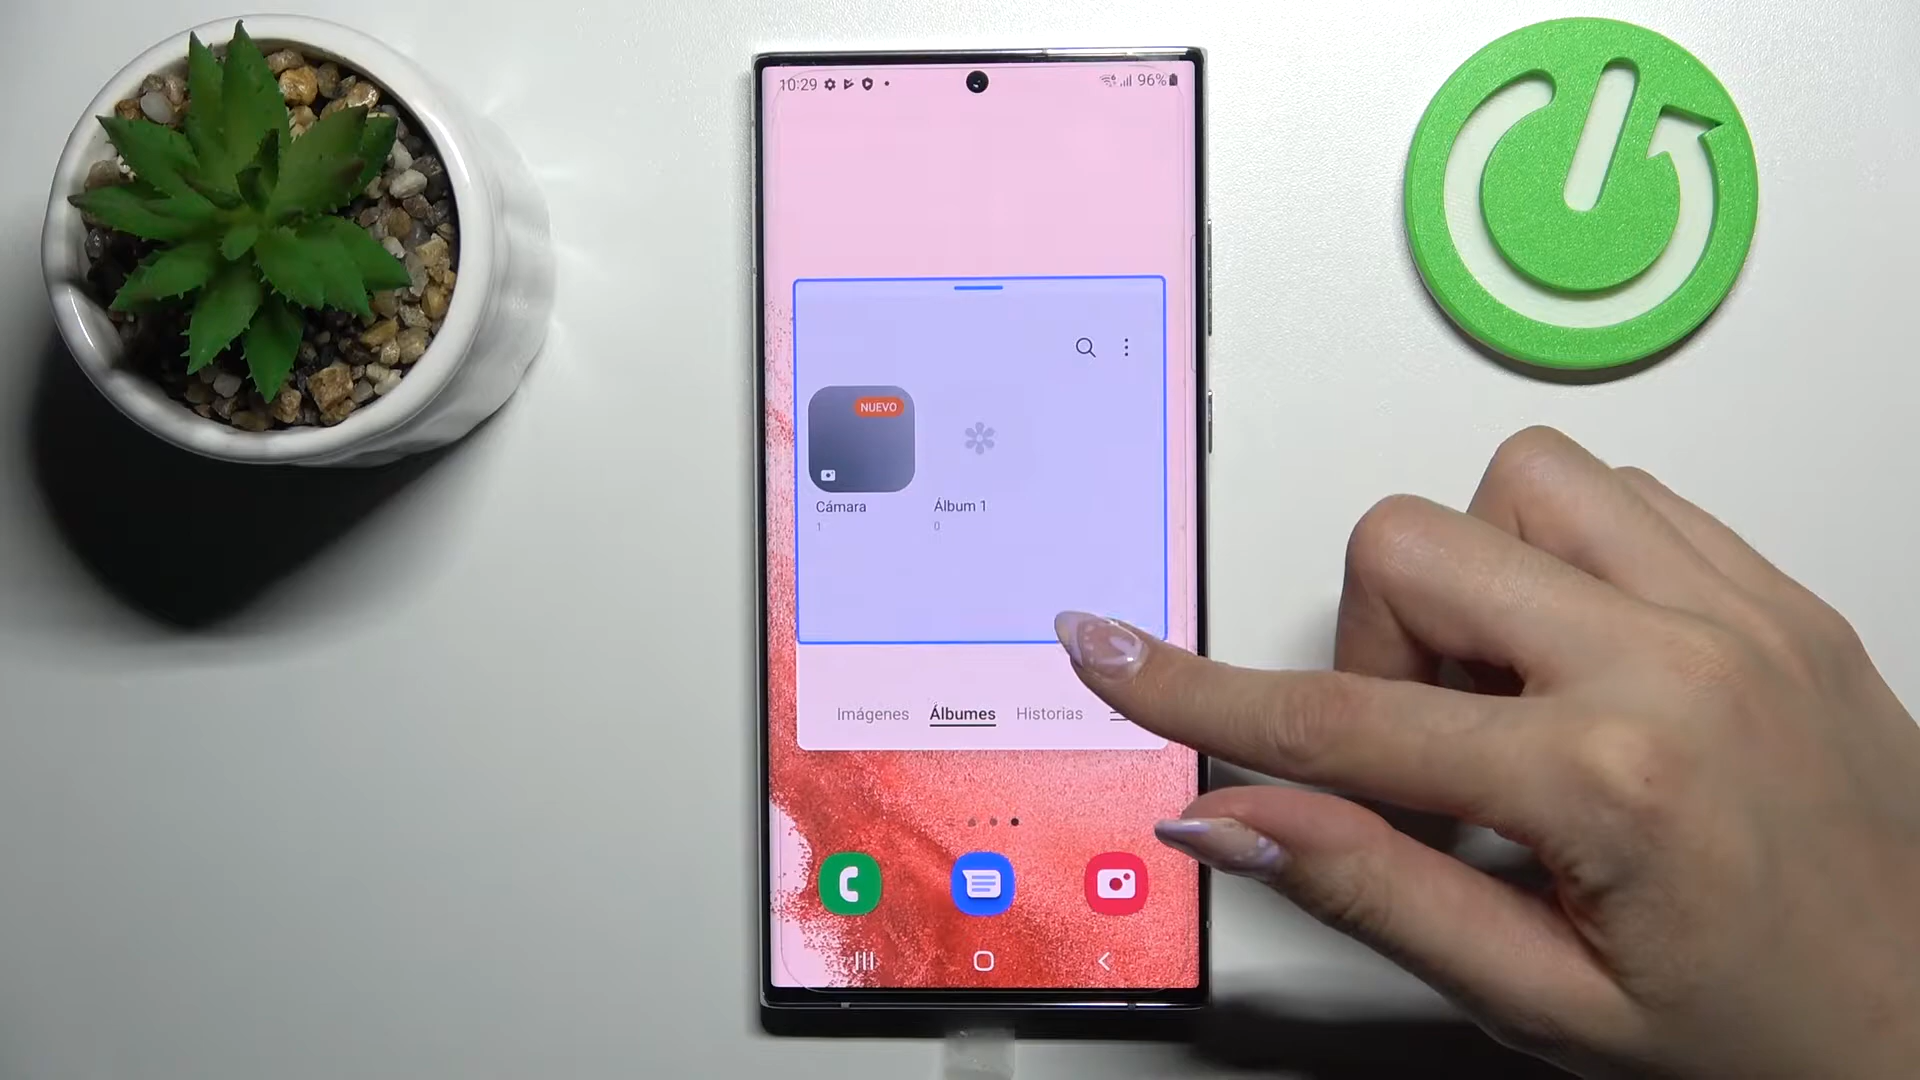 10:29
96%
NUEVO
Cámara
1
Álbum 1
0
Imágenes Álbumes Historias